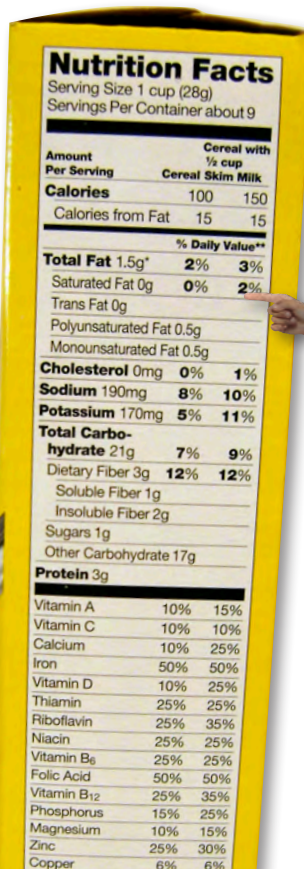 Nutrition Facts
Serving Size 1 cup (28g)
Servings Per Container about 9
Amount Per Serving Cereal Cereal with ½ cup Skim Milk
Calories 100 150
Calories from Fat 15 15
% Daily Value**
Total Fat 1.5g* 2% 3%
Saturated Fat 0g 0% 2%
Trans Fat 0g
Polyunsaturated Fat 0.5g
Monounsaturated Fat 0.5g
Cholesterol 0mg 0% 1%
Sodium 190mg 8% 10%
Potassium 170mg 5% 11%
Total Carbo-
hydrate 21g 7% 9%
Dietary Fiber 3g 12% 12%
Soluble Fiber 1g
Insoluble Fiber 2g
Sugars 1g
Other Carbohydrate 17g
Protein 3g
Vitamin A 10% 15%
Vitamin C 10% 10%
Calcium 10% 25%
Iron 50% 50%
Vitamin D 10% 25%
Thiamin 25% 25%
Riboflavin 25% 35%
Niacin 25% 25%
Vitamin B6 25% 25%
Folic Acid 50% 50%
Vitamin B12 25% 35%
Phosphorus 15% 25%
Magnesium 10% 15%
Zinc 25% 30%
Copper 6% 6%